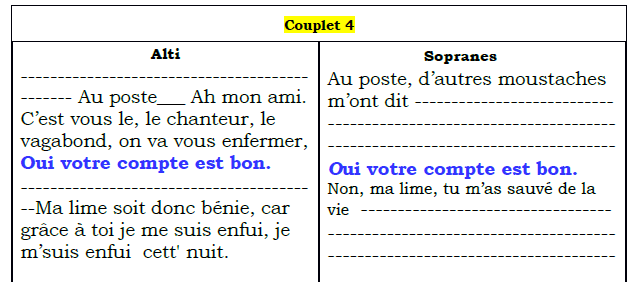 Couplet 4
Alti
---------------------------------------
------- Au poste___ Ah mon ami.
C’est vous le, le chanteur, le
vagabond, on va vous enfermer,
Oui votre compte est bon.
---------------------------------------
--Ma lime soit donc bénie, car
grâce à toi je me suis enfui, je
m’suis enfui cett' nuit.
Sopranes
Au poste, d’autres moustaches
m’ont dit ---------------------------
---------------------------------------
---------------------------------------
Oui votre compte est bon.
Non, ma lime, tu m’as sauvé de la
vie ----------------------------------
---------------------------------------
---------------------------------------